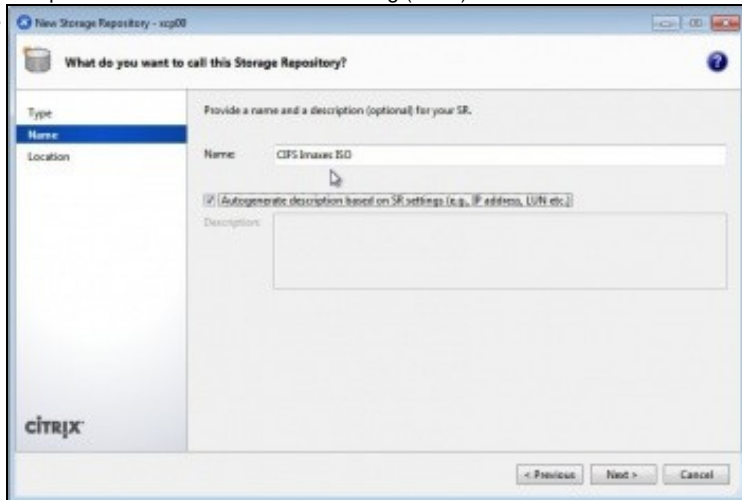 New Storage Repository - xcp00
What do you want to call this Storage Repository?
Type
Name
Location
Provide a name and a description (optional) for your SR.
Name: CIFS Imaxes ISO
Autogenerate description based on SR settings (e.g., IP address, LUN etc.)
Description:
CITRIX
< Previous Next > Cancel